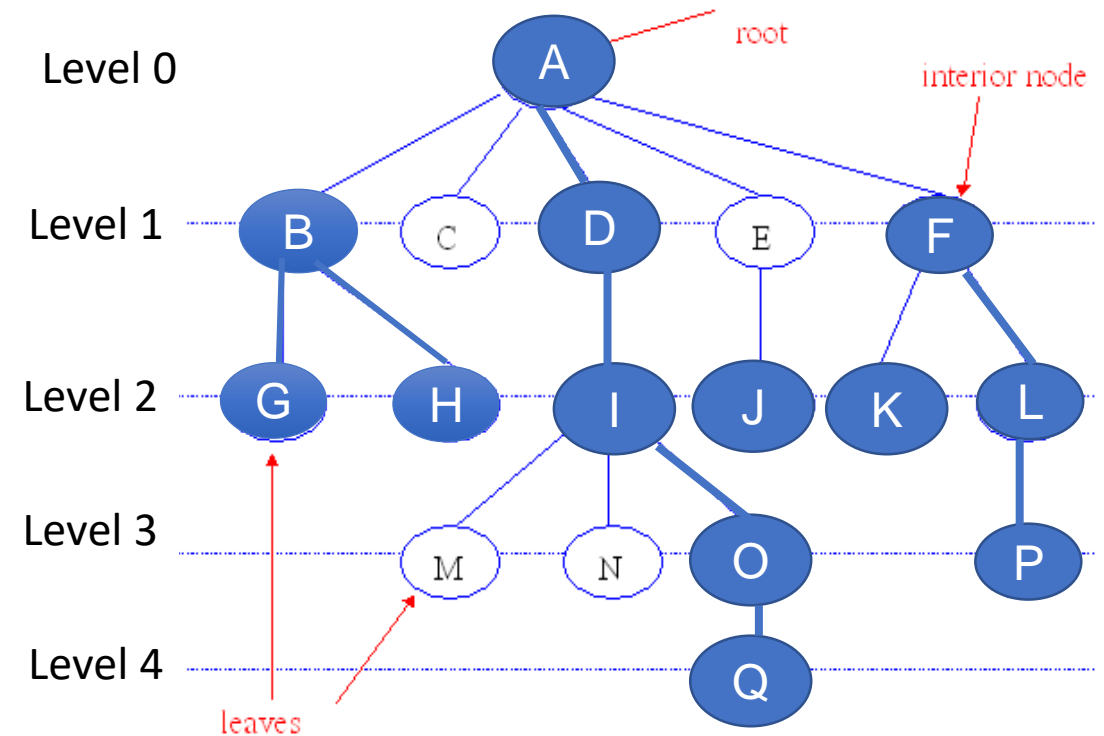 A
root
Level 0
interior node
Level 1
B
C
D
E
F
Level 2
G
H
I
J
K
L
Level 3
M
N
O
P
Level 4
Q
leaves